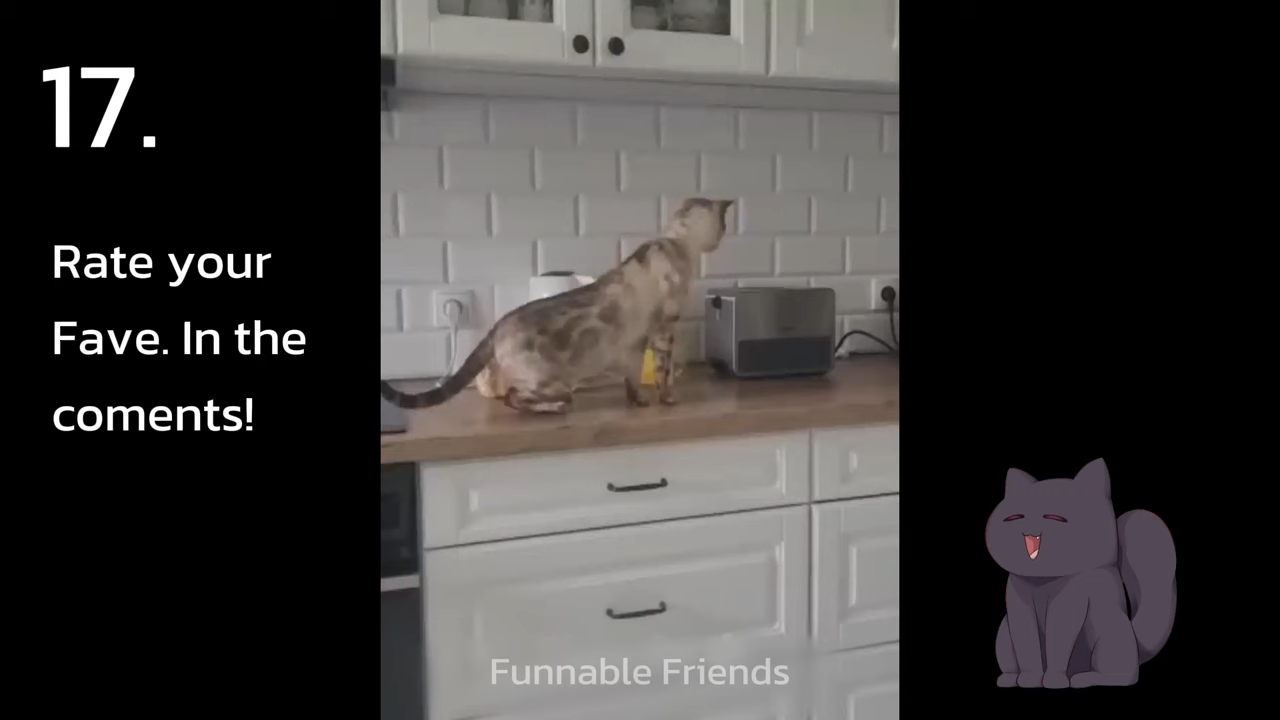 17.
Rate your
Fave. In the
coments!
Funnable Friends